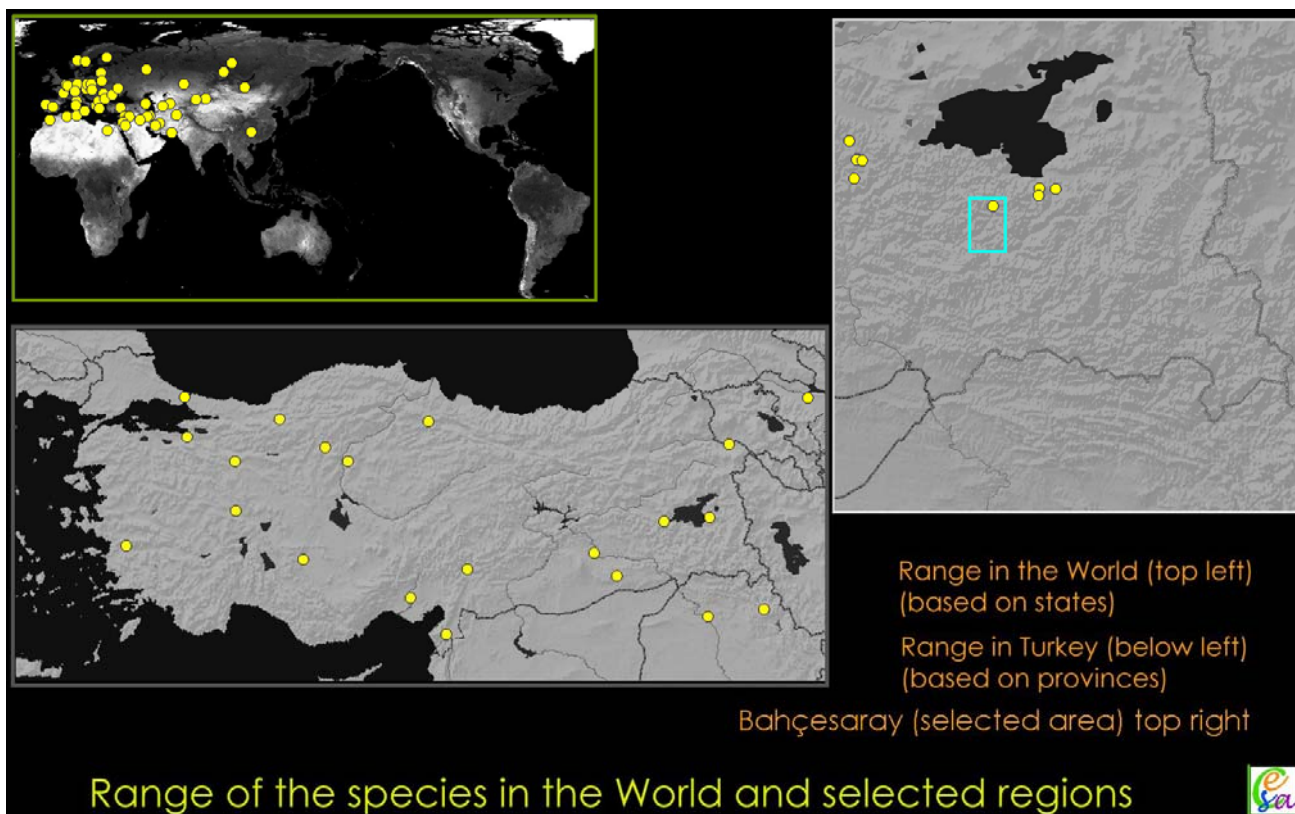 Range in the World (top left)
(based on states)
Range in Turkey (below left)
(based on provinces)
Bahçesaray (selected area) top right
Range of the species in the World and selected regions
Cesa